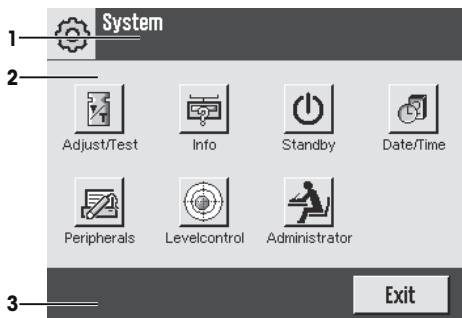 System
1
2
Adjust/Test Info Standby Date/Time
Peripherals Levelcontrol Administrator
3
Exit